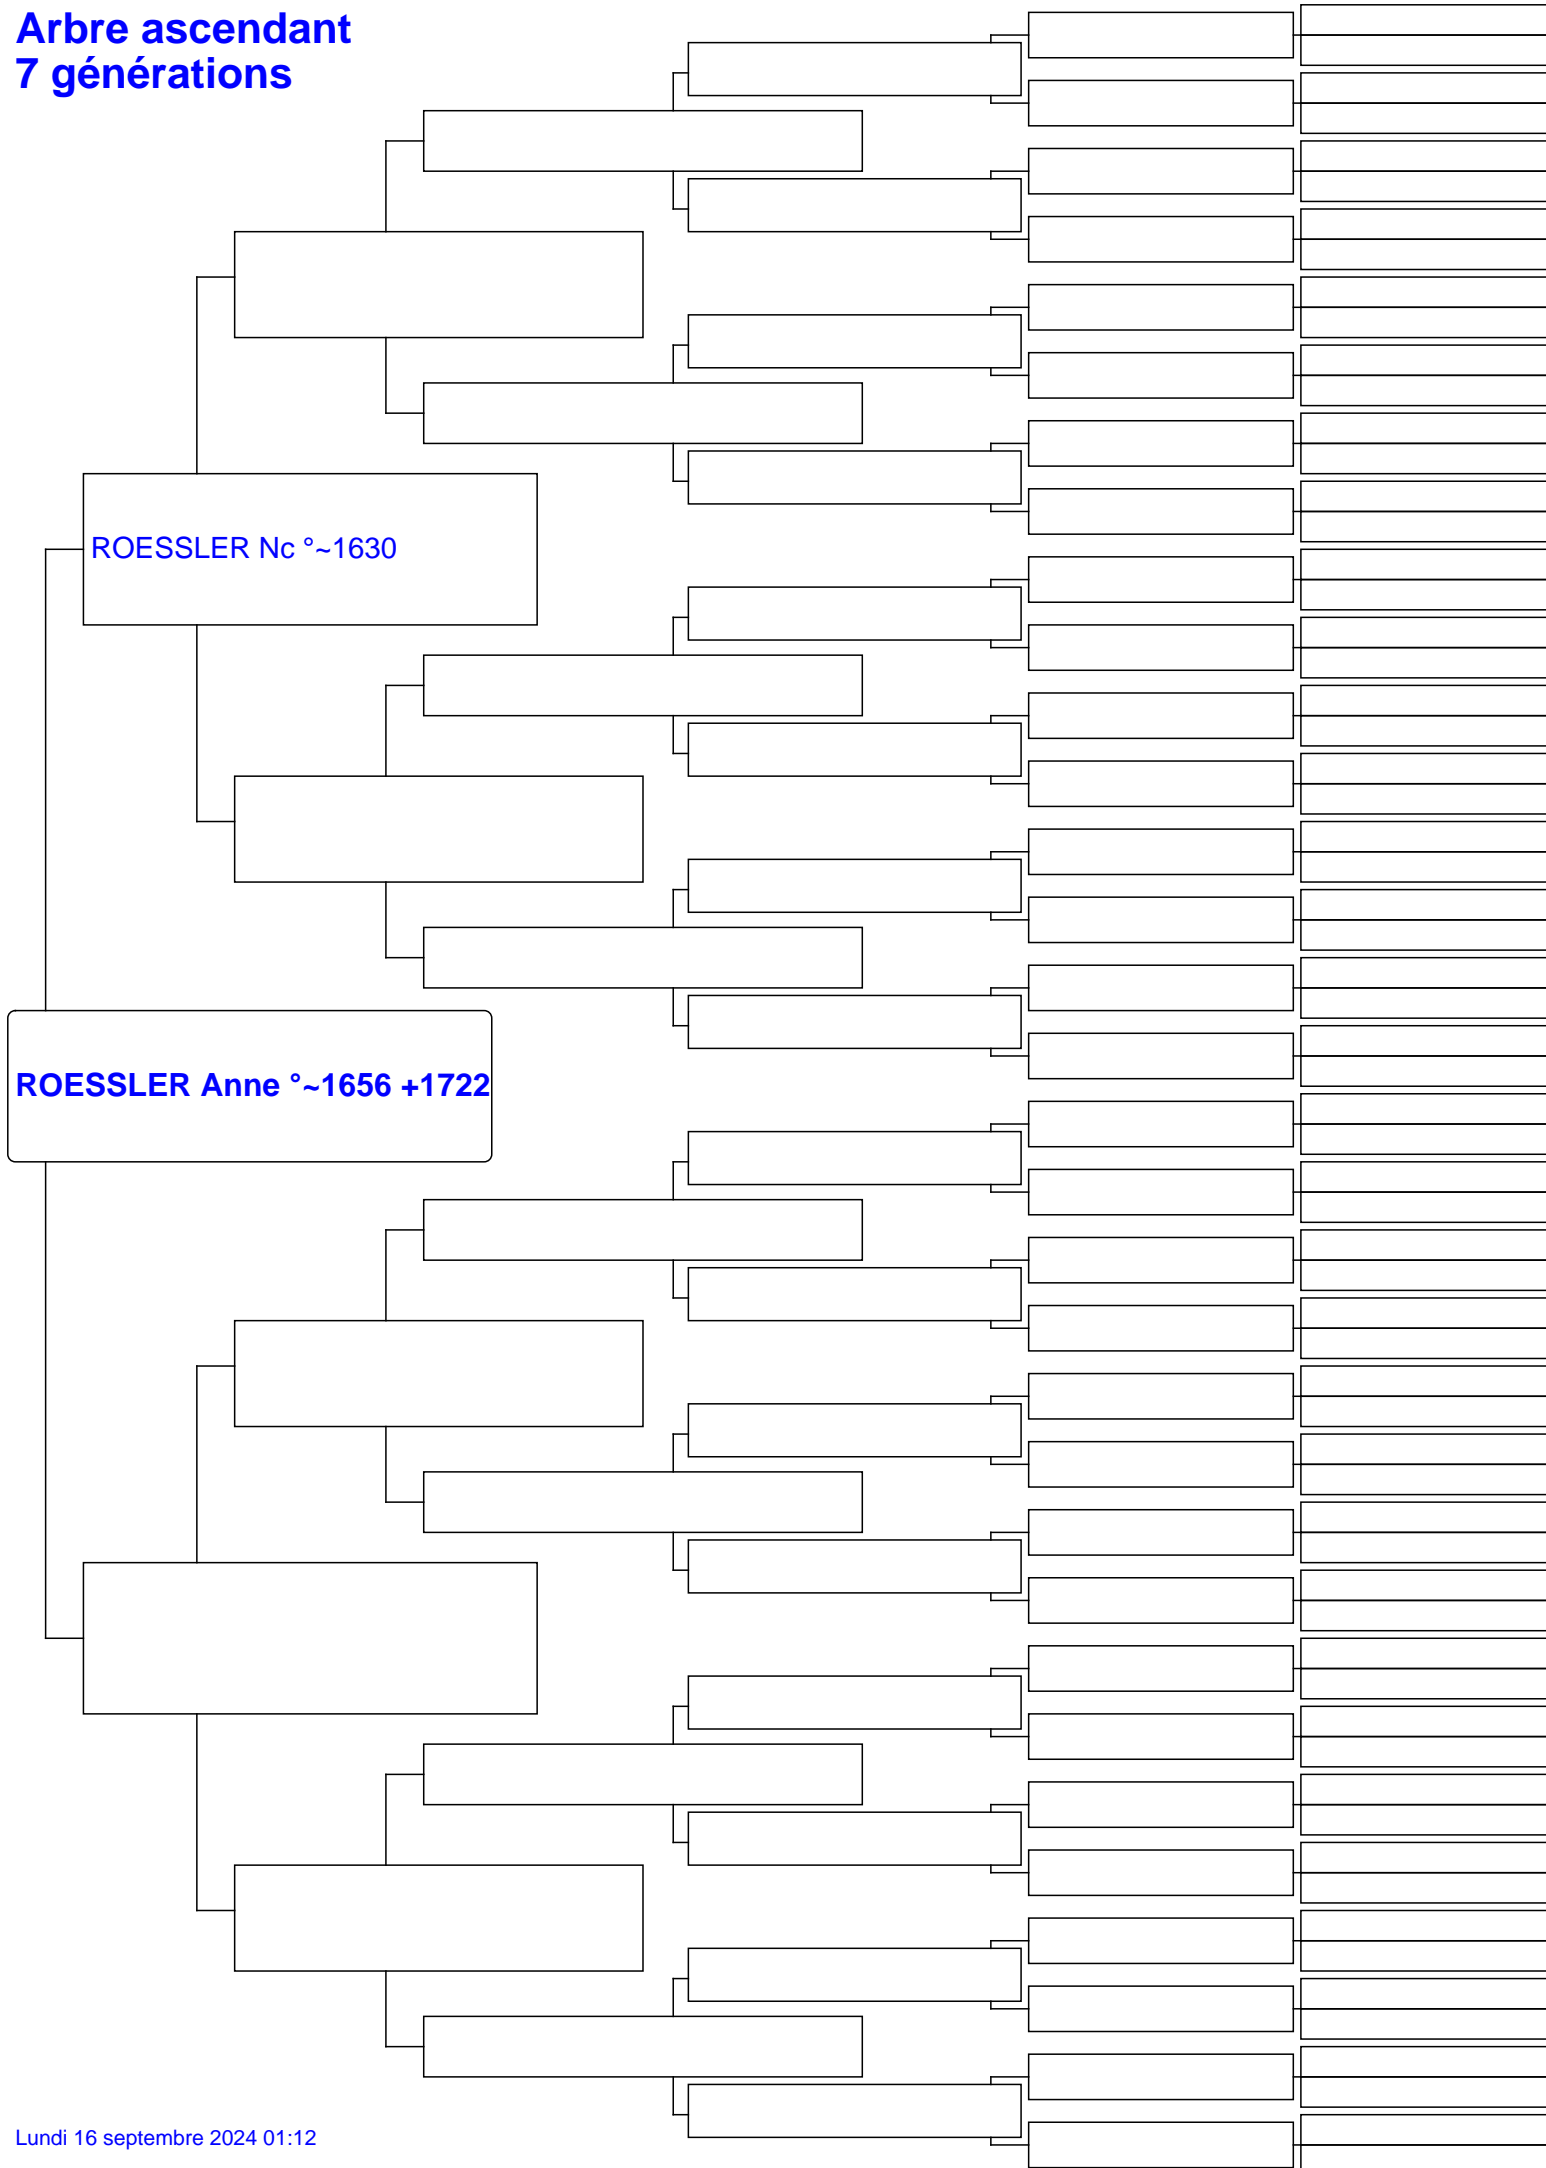 Arbre ascendant
7 générations
ROESSLER Nc °~1630
ROESSLER Anne °~1656 +1722
Lundi 16 septembre 2024 01:12